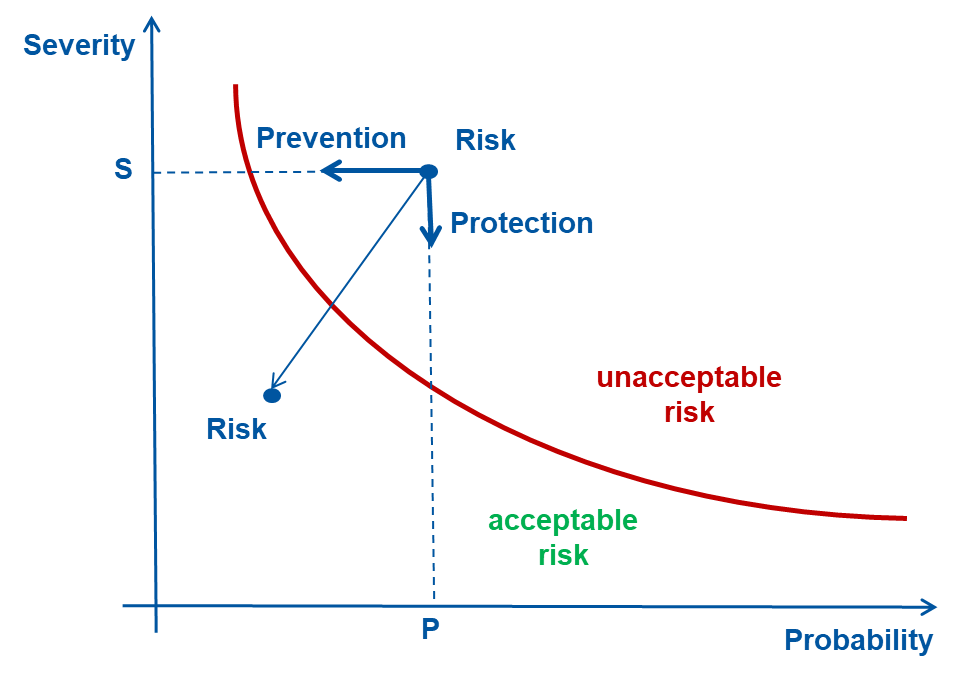 Severity
Prevention
Risk
S
Protection
unacceptable
risk
Risk
acceptable
risk
P
Probability